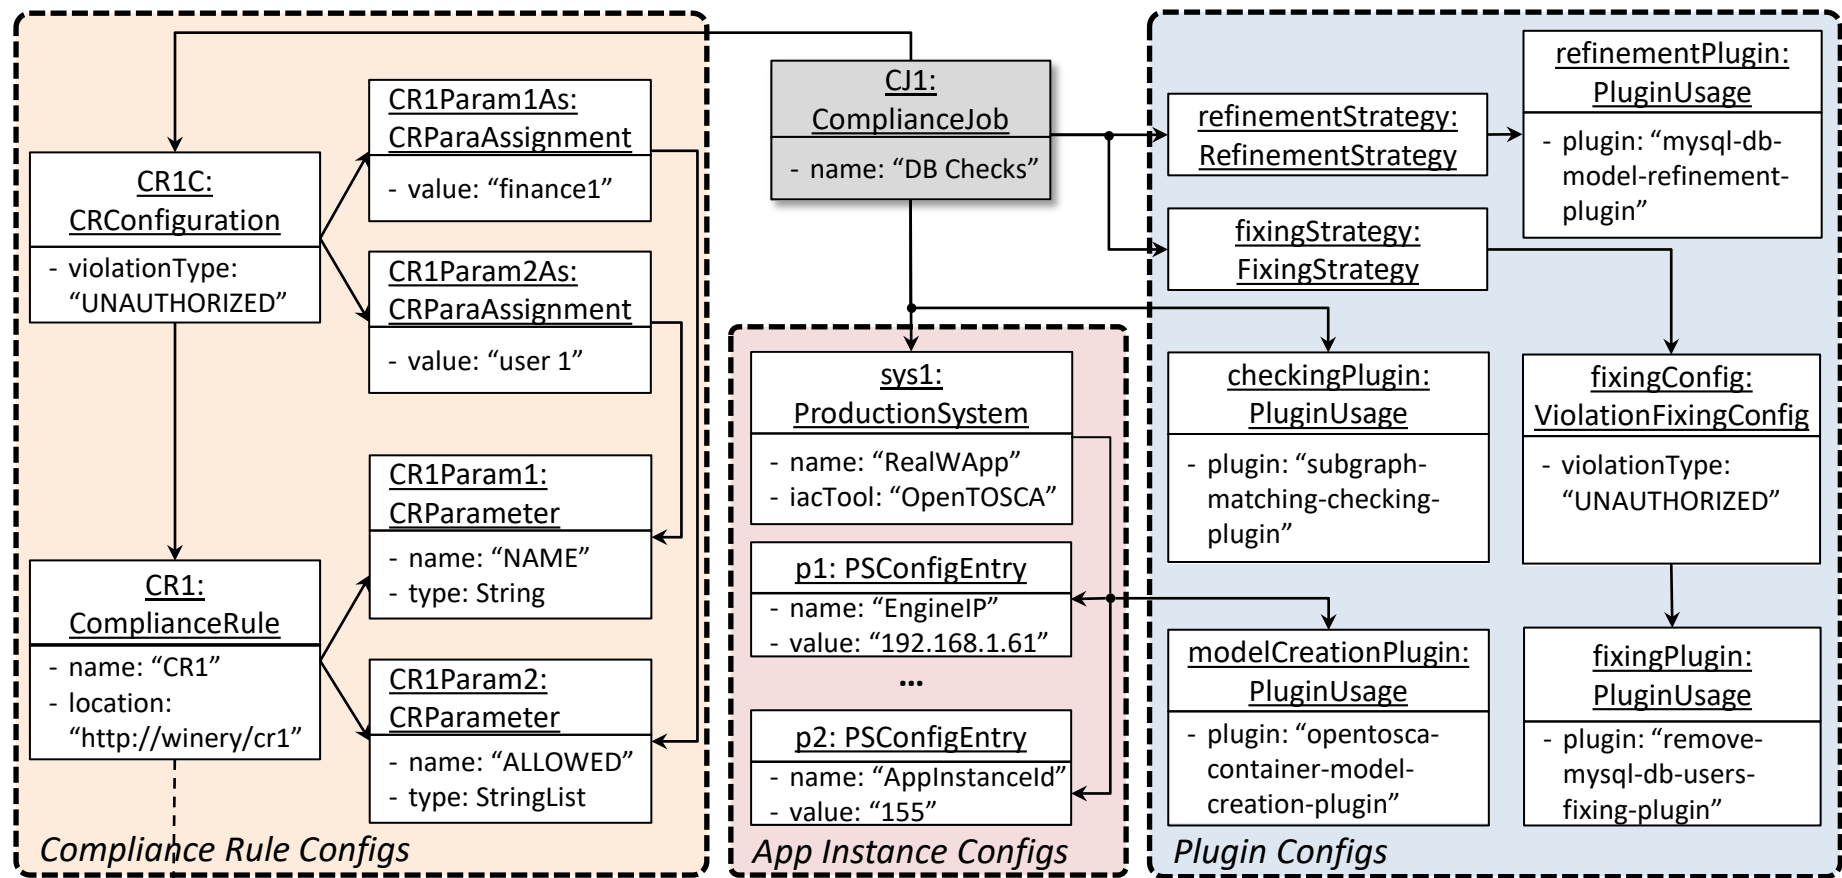 CR1C:
CRConfiguration
- violationType:
“UNAUTHORIZED”
CR1:
ComplianceRule
- name: “CR1”
- location:
“http://winery/cr1”
CR1Param1As:
CRParaAssignment
- value: “finance1”
CR1Param2As:
CRParaAssignment
- value: “user 1”
CR1Param1:
CRParameter
- name: “NAME”
- type: String
CR1Param2:
CRParameter
- name: “ALLOWED”
- type: StringList
Compliance Rule Configs
CJ1:
ComplianceJob
- name: “DB Checks”
sys1:
ProductionSystem
- name: “RealWApp”
- iacTool: “OpenTOSCA”
p1: PSConfigEntry
- name: “EngineIP”
- value: “192.168.1.61”
...
p2: PSConfigEntry
- name: “AppInstanceId”
- value: “155”
App Instance Configs
refinementStrategy:
RefinementStrategy
refinementPlugin:
PluginUsage
- plugin: “mysql-db-
model-refinement-
plugin”
fixingStrategy:
FixingStrategy
checkingPlugin:
PluginUsage
- plugin: “subgraph-
matching-checking-
plugin”
fixingConfig:
ViolationFixingConfig
- violationType:
“UNAUTHORIZED”
modelCreationPlugin:
PluginUsage
- plugin: “opentosca-
container-model-
creation-plugin”
fixingPlugin:
PluginUsage
- plugin: “remove-
mysql-db-users-
fixing-plugin”
Plugin Configs